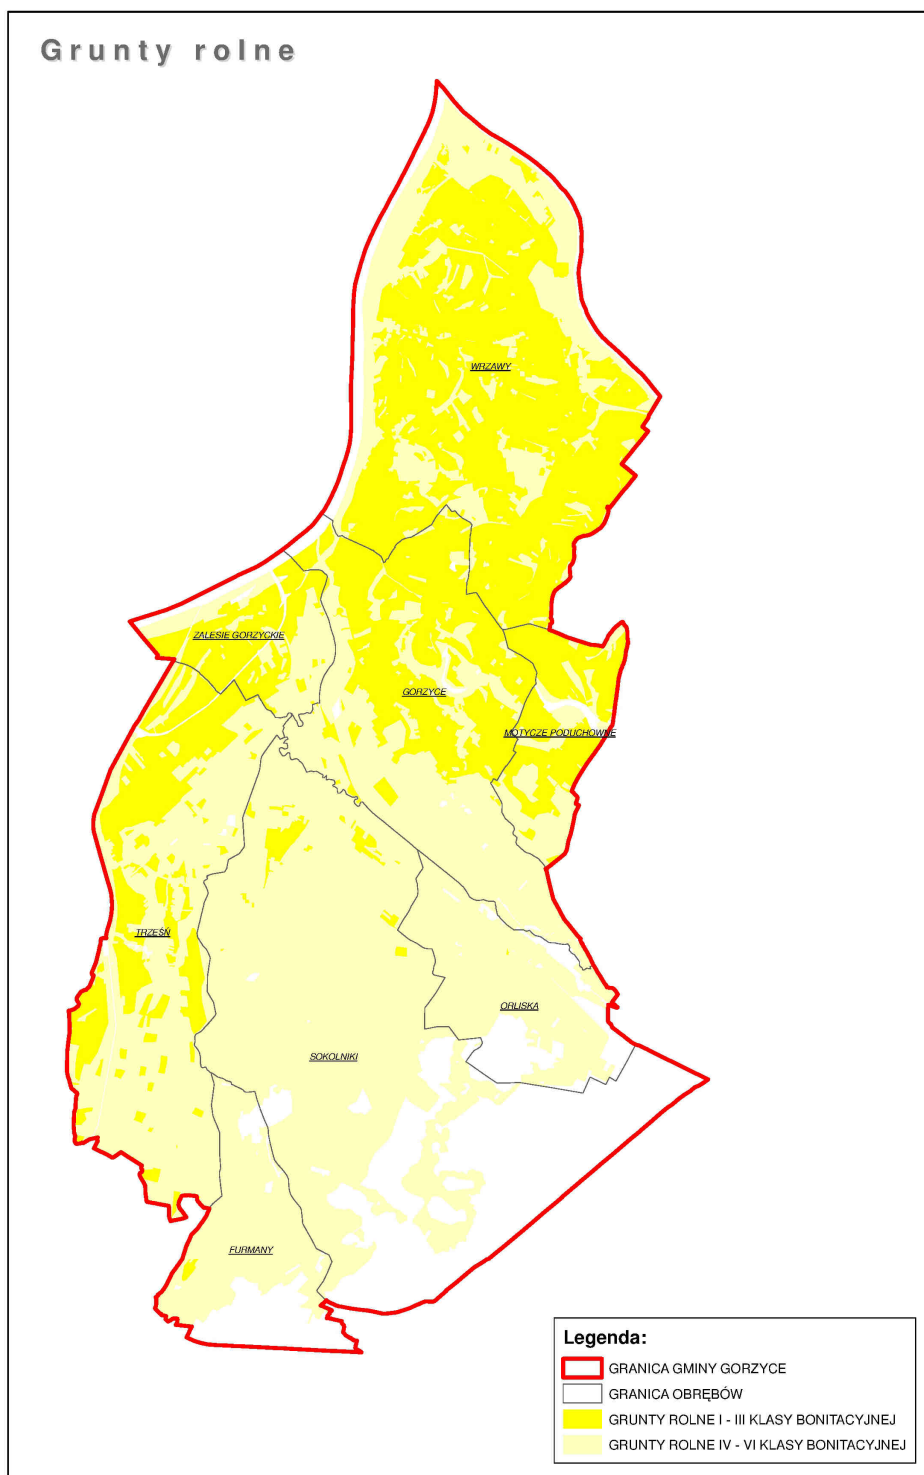 Grunty rolne
WRZAWY
ZALESIE GORZYCKIE
GORZYCE
MOTYCZE PODUCHOWNE
TRZEŚŃ
ORLISKA
SOKOLNIKI
FURMANY
Legenda:
GRANICA GMINY GORZYCE
GRANICA OBRĘBÓW
GRUNTY ROLNE I - III KLASY BONITACYJNEJ
GRUNTY ROLNE IV - VI KLASY BONITACYJNEJ